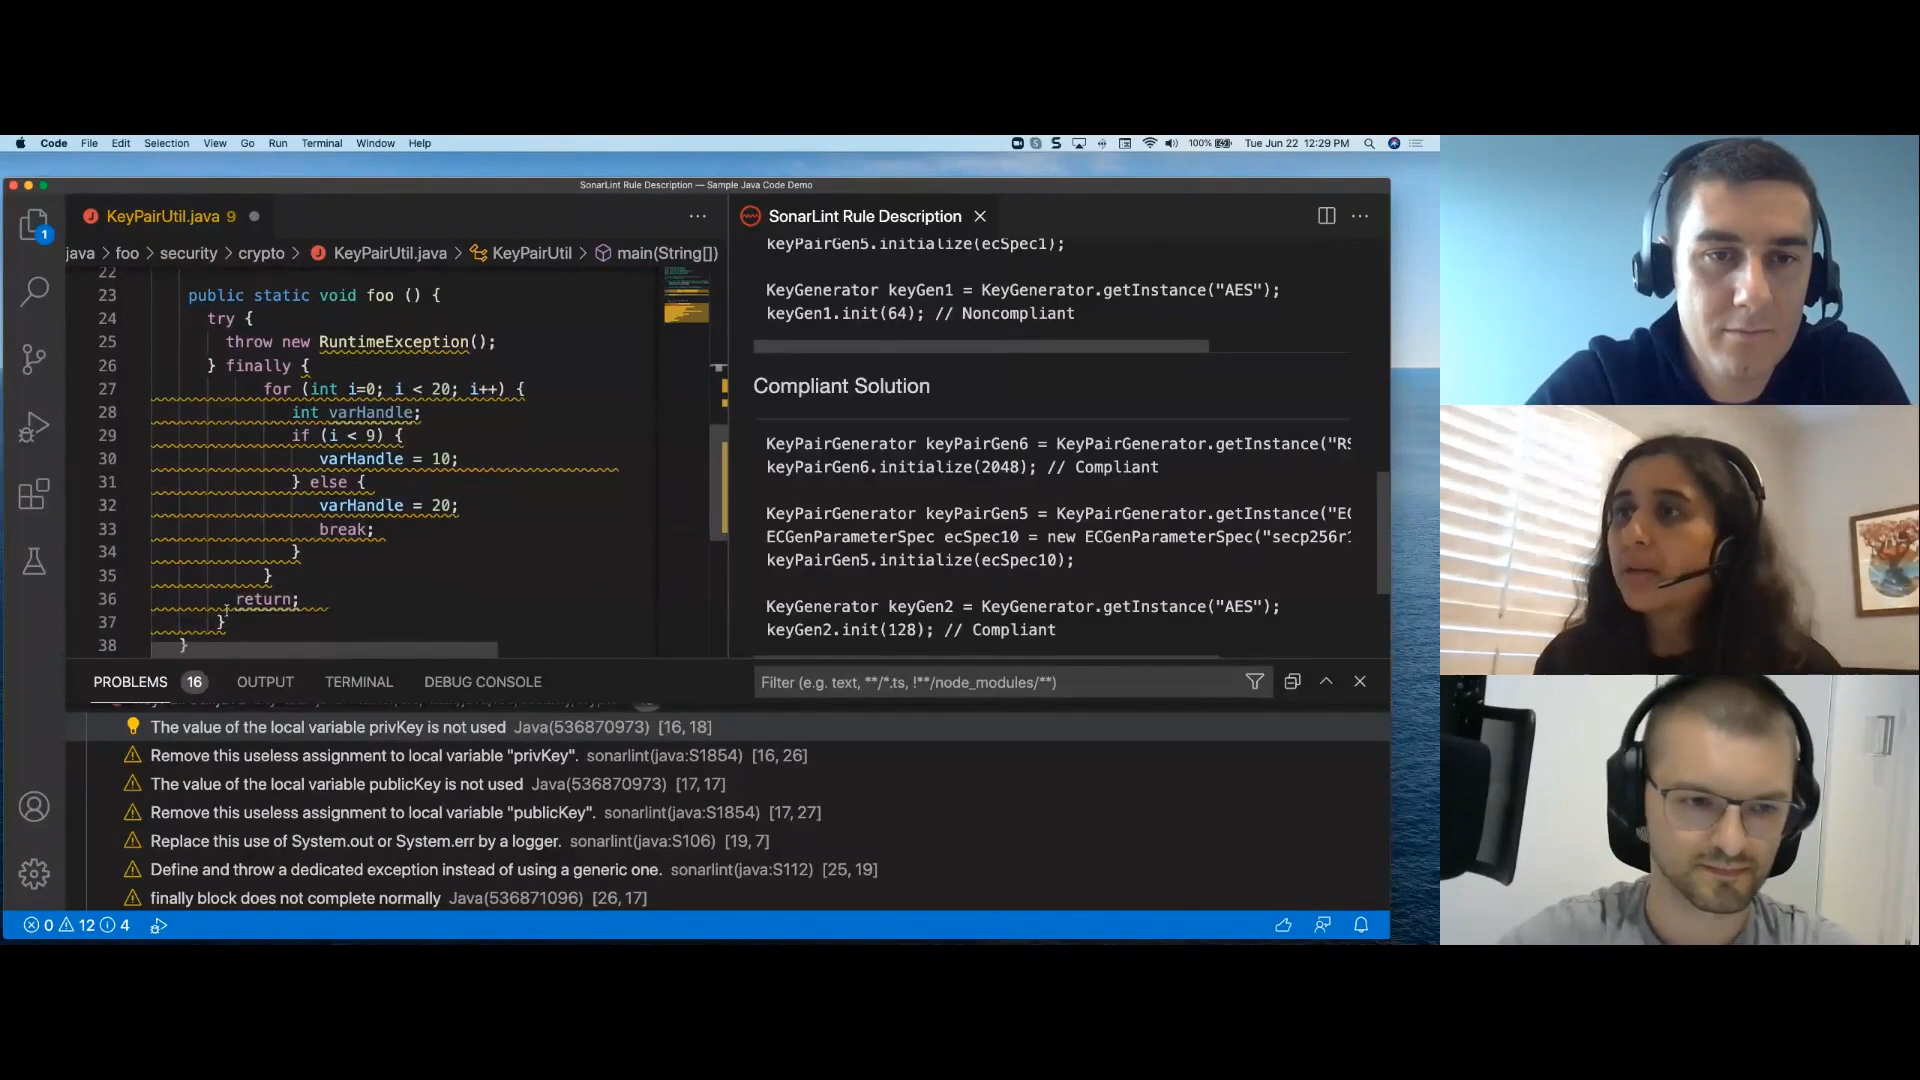 Code File Edit Selection View Go Run Terminal Window Help
100% Tue Jun 22 12:29 PM
SonarLint Rule Description — Sample Java Code Demo
1
KeyPairUtil.java 9
java > foo > security > crypto > KeyPairUtil.java > KeyPairUtil > main(String[])
22
23 public static void foo () {
24 try {
25 throw new RuntimeException();
26 } finally {
27 for (int i=0; i < 20; i++) {
28 int varHandle;
29 if (i < 9) {
30 varHandle = 10;
31 } else {
32 varHandle = 20;
33 break;
34 }
35 }
36 return;
37 }
38 }
SonarLint Rule Description
keyPairGen5.initialize(ecSpec1);
KeyGenerator keyGen1 = KeyGenerator.getInstance("AES");
keyGen1.init(64); // Noncompliant
Compliant Solution
KeyPairGenerator keyPairGen6 = KeyPairGenerator.getInstance("RS
keyPairGen6.initialize(2048); // Compliant
KeyPairGenerator keyPairGen5 = KeyPairGenerator.getInstance("EC
ECGenParameterSpec ecSpec10 = new ECGenParameterSpec("secp256r1
keyPairGen5.initialize(ecSpec10);
KeyGenerator keyGen2 = KeyGenerator.getInstance("AES");
keyGen2.init(128); // Compliant
PROBLEMS 16 OUTPUT TERMINAL DEBUG CONSOLE
Filter (e.g. text, **/*.ts, !**/node_modules/**)
The value of the local variable privKey is not used Java(536870973) [16, 18]
Remove this useless assignment to local variable "privKey". sonarlint(java:S1854) [16, 26]
The value of the local variable publicKey is not used Java(536870973) [17, 17]
Remove this useless assignment to local variable "publicKey". sonarlint(java:S1854) [17, 27]
Replace this use of System.out or System.err by a logger. sonarlint(java:S106) [19, 7]
Define and throw a dedicated exception instead of using a generic one. sonarlint(java:S112) [25, 19]
finally block does not complete normally Java(536871096) [26, 17]
0 12 4